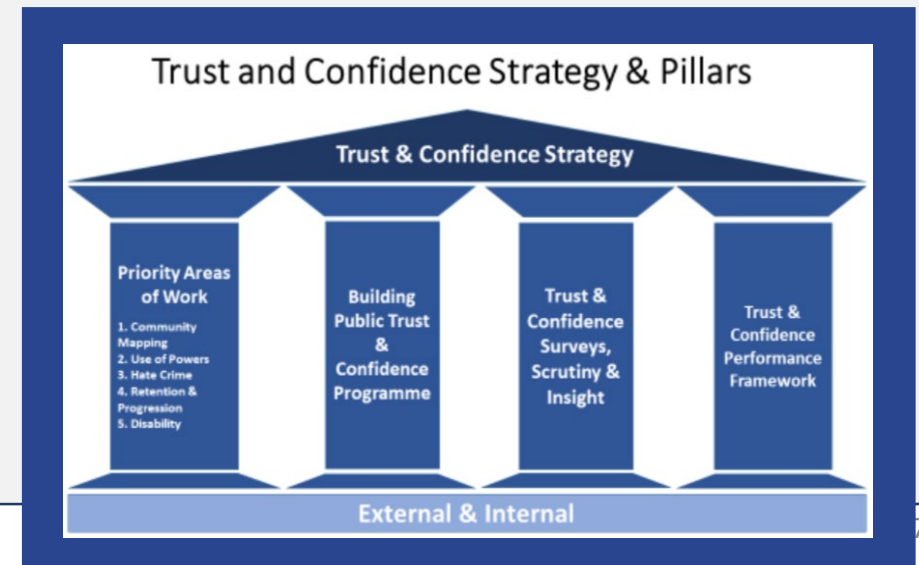 Trust and Confidence Strategy & Pillars
Trust & Confidence Strategy
Priority Areas
of Work
1. Community
Mapping
2. Use of Powers
3. Hate Crime
4. Retention &
Progression
5. Disability
Building
Public Trust
&
Confidence
Programme
Trust &
Confidence
Surveys,
Scrutiny &
Insight
Trust &
Confidence
Performance
Framework
External & Internal